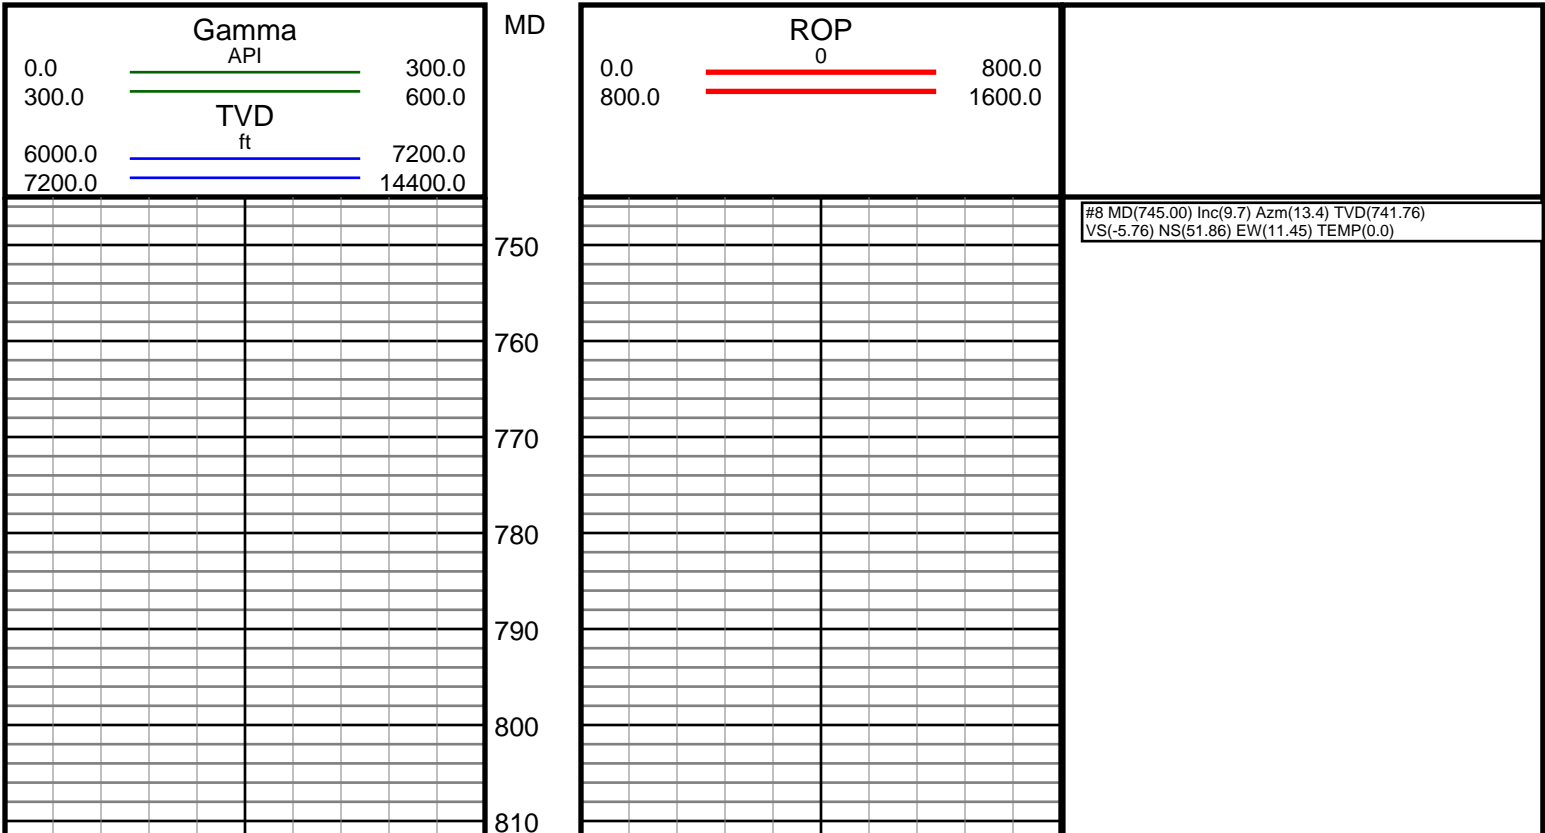 Gamma
API
0.0 300.0
300.0 600.0
TVD
ft
6000.0 7200.0
7200.0 14400.0
MD
ROP
0
0.0 800.0
800.0 1600.0
#8 MD(745.00) Inc(9.7) Azm(13.4) TVD(741.76)
VS(-5.76) NS(51.86) EW(11.45) TEMP(0.0)
750
760
770
780
790
800
810